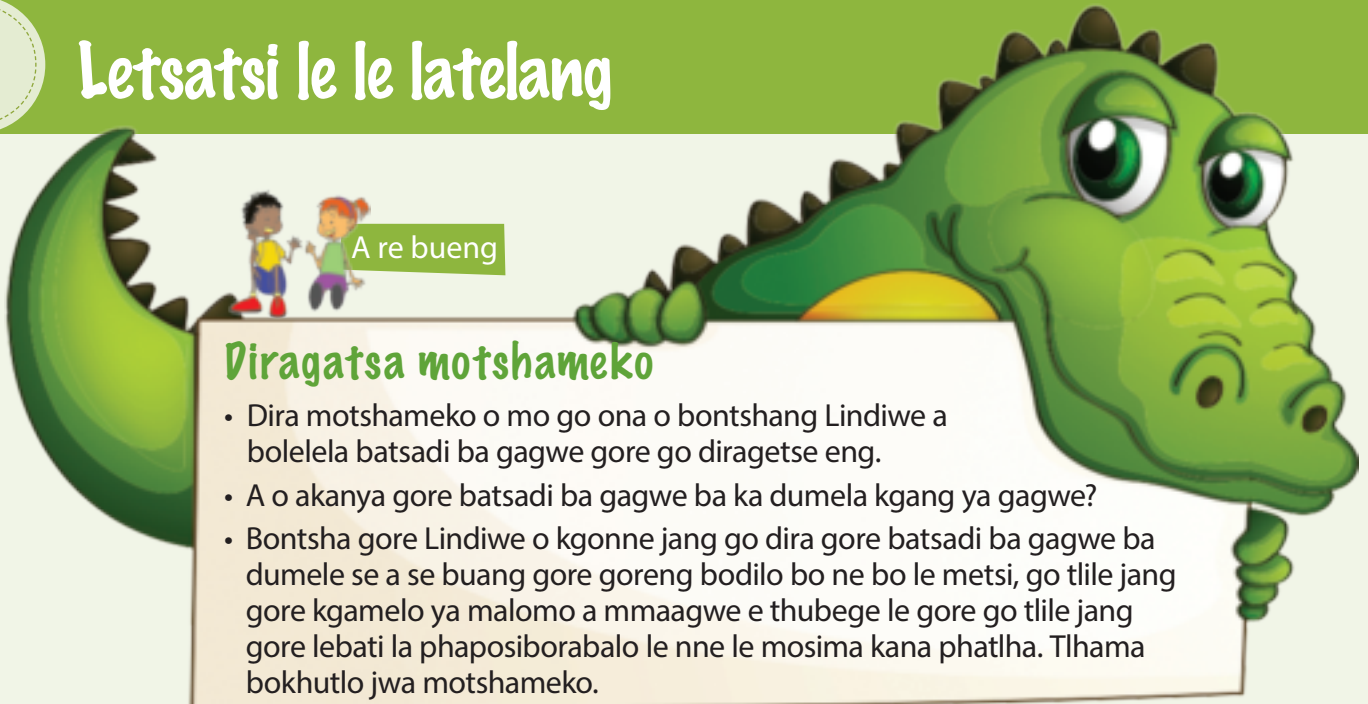 Letsatsi le le latelang
A re bueng
Diragatsa motshameko
• Dira motshameko o mo go ona o bontshang Lindiwe a
bolelela batsadi ba gagwe gore go diragetse eng.
• A o akanya gore batsadi ba gagwe ba ka dumela kgang ya gagwe?
• Bontsha gore Lindiwe o kgonne jang go dira gore batsadi ba gagwe ba
dumele se a se buang gore goreng bodilo bo ne bo le metsi, go tlile jang
gore kgamelo ya malomo a mmaagwe e thubege le gore go tlile jang
gore lebati la phaposiborabalo le nne le mosima kana phatlha. Tlhama
bokhutlo jwa motshameko.